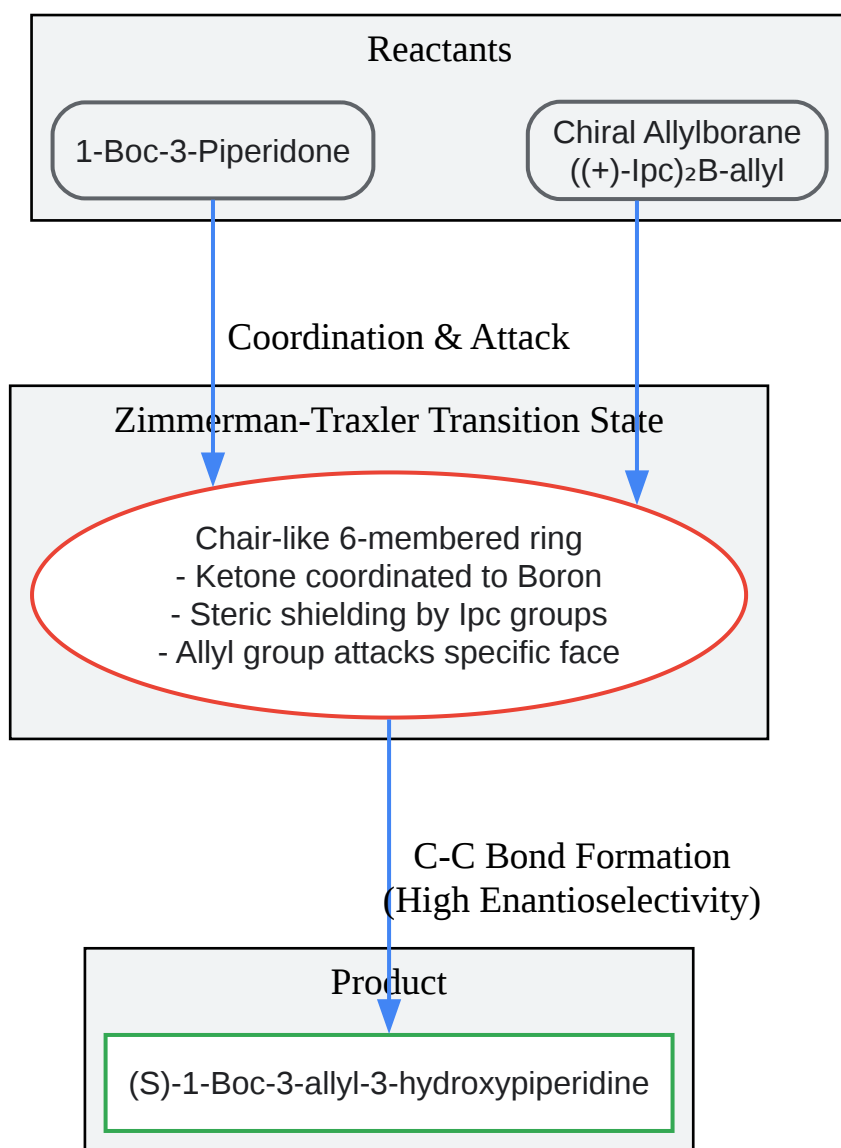 Reactants
1-Boc-3-Piperidone
Chiral Allylborane
((+)-Ipc)₂B-allyl
Coordination & Attack
Zimmerman-Traxler Transition State
Chair-like 6-membered ring
- Ketone coordinated to Boron
- Steric shielding by Ipc groups
- Allyl group attacks specific face
C-C Bond Formation
(High Enantioselectivity)
Product
(S)-1-Boc-3-allyl-3-hydroxypiperidine